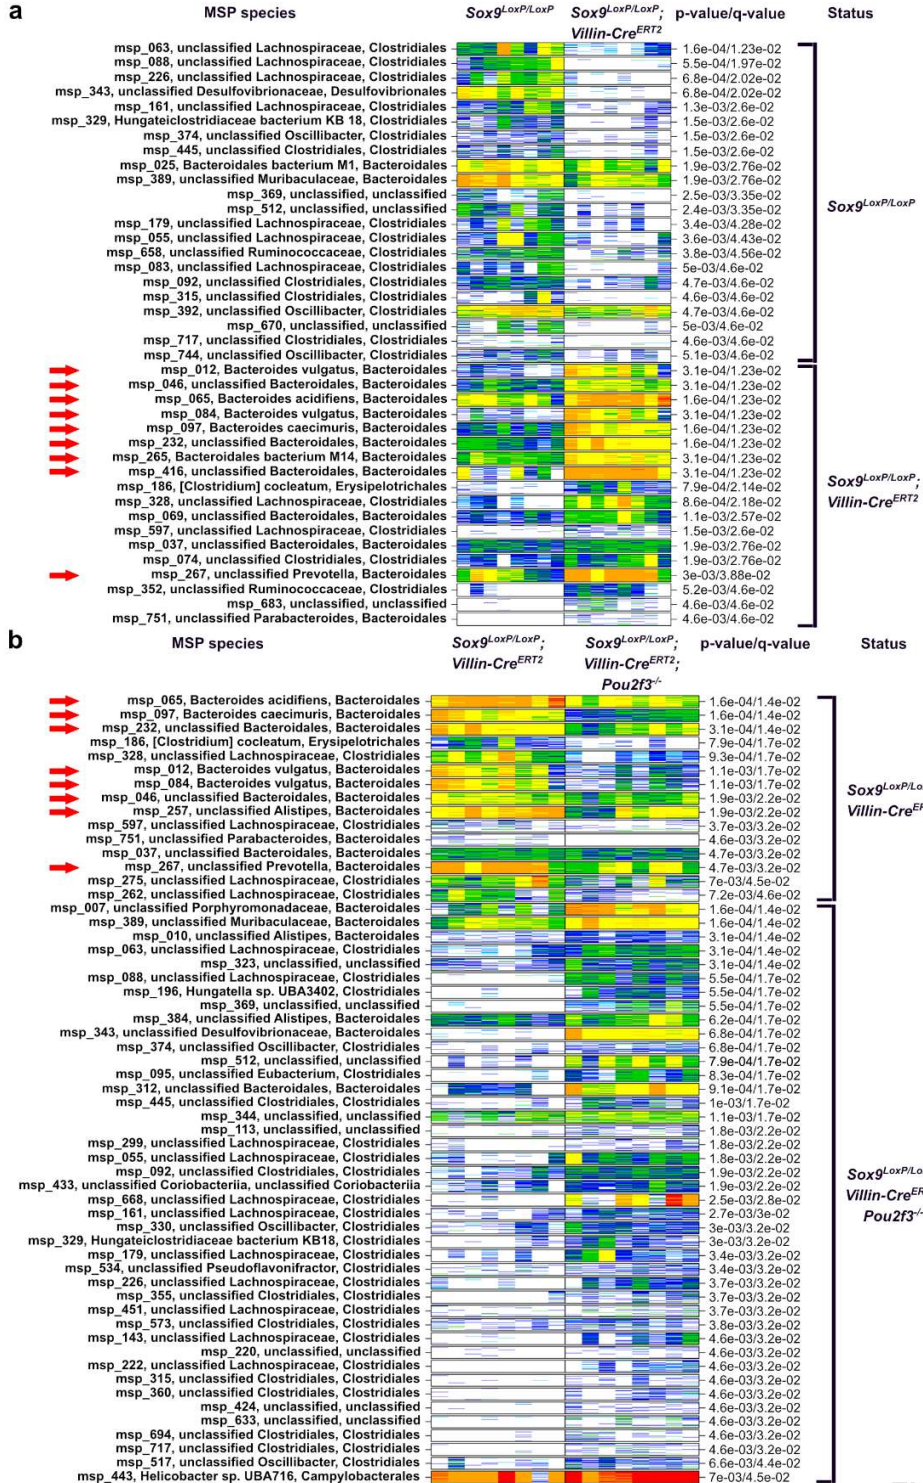 a MSP species Sox9LoxP/LoxP Sox9LoxP/LoxP; Villin-CreERT2 p-value/q-value Status
msp_063, unclassified Lachnospiraceae, Clostridiales 1.6e-04/1.23e-02
msp_088, unclassified Lachnospiraceae, Clostridiales 5.5e-04/1.97e-02
msp_226, unclassified Lachnospiraceae, Clostridiales 6.8e-04/2.02e-02
msp_343, unclassified Desulfovibrionaceae, Desulfovibrionales 6.8e-04/2.02e-02
msp_161, unclassified Lachnospiraceae, Clostridiales 1.3e-03/2.6e-02
msp_329, Hungateiclostridiaceae bacterium KB 18, Clostridiales 1.5e-03/2.6e-02
msp_374, unclassified Oscillibacter, Clostridiales 1.5e-03/2.6e-02
msp_445, unclassified Clostridiales, Clostridiales 1.5e-03/2.6e-02
msp_025, Bacteroidales bacterium M1, Bacteroidales 1.9e-03/2.76e-02
msp_389, unclassified Muribaculaceae, Bacteroidales 1.9e-03/2.76e-02
msp_369, unclassified, unclassified 2.5e-03/3.35e-02
msp_512, unclassified, unclassified 2.4e-03/3.35e-02
Sox9LoxP/LoxP
msp_179, unclassified Lachnospiraceae, Clostridiales 3.4e-03/4.28e-02
msp_055, unclassified Lachnospiraceae, Clostridiales 3.6e-03/4.43e-02
msp_658, unclassified Ruminococcaceae, Clostridiales 3.8e-03/4.56e-02
msp_083, unclassified Lachnospiraceae, Clostridiales 5e-03/4.6e-02
msp_092, unclassified Clostridiales, Clostridiales 4.7e-03/4.6e-02
msp_315, unclassified Clostridiales, Clostridiales 4.6e-03/4.6e-02
msp_392, unclassified Oscillibacter, Clostridiales 4.7e-03/4.6e-02
msp_670, unclassified, unclassified 5e-03/4.6e-02
msp_717, unclassified Clostridiales, Clostridiales 4.6e-03/4.6e-02
msp_744, unclassified Oscillibacter, Clostridiales 5.1e-03/4.6e-02
msp_012, Bacteroides vulgatus, Bacteroidales 3.1e-04/1.23e-02
msp_046, unclassified Bacteroidales, Bacteroidales 3.1e-04/1.23e-02
msp_065, Bacteroides acidifiens, Bacteroidales 1.6e-04/1.23e-02
msp_084, Bacteroides vulgatus, Bacteroidales 3.1e-04/1.23e-02
msp_097, Bacteroides caecimuris, Bacteroidales 1.6e-04/1.23e-02
msp_232, unclassified Bacteroidales, Bacteroidales 1.6e-04/1.23e-02
msp_265, Bacteroidales bacterium M14, Bacteroidales 3.1e-04/1.23e-02
msp_416, unclassified Bacteroidales, Bacteroidales 3.1e-04/1.23e-02
msp_186, [Clostridium] cocleatum, Erysipelotrichales 7.9e-04/2.14e-02
Sox9LoxP/LoxP; Villin-CreERT2
msp_328, unclassified Lachnospiraceae, Clostridiales 8.6e-04/2.18e-02
msp_069, unclassified Bacteroidales, Bacteroidales 1.1e-03/2.57e-02
msp_597, unclassified Lachnospiraceae, Clostridiales 1.5e-03/2.6e-02
msp_037, unclassified Bacteroidales, Bacteroidales 1.9e-03/2.76e-02
msp_074, unclassified Clostridiales, Clostridiales 1.9e-03/2.76e-02
msp_267, unclassified Prevotella, Bacteroidales 3e-03/3.88e-02
msp_352, unclassified Ruminococcaceae, Clostridiales 5.2e-03/4.6e-02
msp_683, unclassified, unclassified 4.6e-03/4.6e-02
msp_751, unclassified Parabacteroides, Bacteroidales 4.6e-03/4.6e-02
b MSP species Sox9LoxP/LoxP; Villin-CreERT2 Sox9LoxP/LoxP; Villin-CreERT2; Pou2f3-/- p-value/q-value Status
msp_065, Bacteroides acidifiens, Bacteroidales 1.6e-04/1.4e-02
msp_097, Bacteroides caecimuris, Bacteroidales 1.6e-04/1.4e-02
msp_232, unclassified Bacteroidales, Bacteroidales 3.1e-04/1.4e-02
msp_186, [Clostridium] cocleatum, Erysipelotrichales 7.9e-04/1.7e-02
msp_328, unclassified Lachnospiraceae, Clostridiales 9.3e-04/1.7e-02
msp_012, Bacteroides vulgatus, Bacteroidales 1.1e-03/1.7e-02
msp_084, Bacteroides vulgatus, Bacteroidales 1.1e-03/1.7e-02
Sox9LoxP/Lo
Villin-CreER
msp_046, unclassified Bacteroidales, Bacteroidales 1.9e-03/2.2e-02
msp_257, unclassified Alistipes, Bacteroidales 1.9e-03/2.2e-02
msp_597, unclassified Lachnospiraceae, Clostridiales 3.7e-03/3.2e-02
msp_751, unclassified Parabacteroides, Bacteroidales 4.6e-03/3.2e-02
msp_037, unclassified Bacteroidales, Bacteroidales 4.7e-03/3.2e-02
msp_267, unclassified Prevotella, Bacteroidales 4.7e-03/3.2e-02
msp_275, unclassified Lachnospiraceae, Clostridiales 7e-03/4.5e-02
msp_262, unclassified Lachnospiraceae, Clostridiales 7.2e-03/4.6e-02
msp_007, unclassified Porphyromonadaceae, Bacteroidales 1.6e-04/1.4e-02
msp_389, unclassified Muribaculaceae, Bacteroidales 1.6e-04/1.4e-02
msp_010, unclassified Alistipes, Bacteroidales 3.1e-04/1.4e-02
msp_063, unclassified Lachnospiraceae, Clostridiales 3.1e-04/1.4e-02
msp_323, unclassified, unclassified 3.1e-04/1.4e-02
msp_088, unclassified Lachnospiraceae, Clostridiales 5.5e-04/1.7e-02
msp_196, Hungatella sp. UBA3402, Clostridiales 5.5e-04/1.7e-02
msp_369, unclassified, unclassified 5.5e-04/1.7e-02
msp_384, unclassified Alistipes, Bacteroidales 6.2e-04/1.7e-02
msp_343, unclassified Desulfovibrionaceae, Desulfovibrionales 6.8e-04/1.7e-02
msp_374, unclassified Oscillibacter, Clostridiales 6.8e-04/1.7e-02
msp_512, unclassified, unclassified 7.9e-04/1.7e-02
msp_095, unclassified Eubacterium, Clostridiales 8.3e-04/1.7e-02
msp_312, unclassified Bacteroidales, Bacteroidales 9.1e-04/1.7e-02
msp_445, unclassified Clostridiales, Clostridiales 1e-03/1.7e-02
msp_344, unclassified, unclassified 1.1e-03/1.7e-02
msp_113, unclassified, unclassified 1.8e-03/2.2e-02
msp_299, unclassified Lachnospiraceae, Clostridiales 1.8e-03/2.2e-02
msp_055, unclassified Lachnospiraceae, Clostridiales 1.8e-03/2.2e-02
msp_092, unclassified Clostridiales, Clostridiales 1.9e-03/2.2e-02
msp_433, unclassified Coriobacteriia, unclassified Coriobacteriia 1.9e-03/2.2e-02
Sox9LoxP/Lo
Villin-CreER
Pou2f3-/-
msp_668, unclassified Lachnospiraceae, Clostridiales 2.5e-03/2.8e-02
msp_161, unclassified Lachnospiraceae, Clostridiales 2.7e-03/3e-02
msp_330, unclassified Oscillibacter, Clostridiales 3e-03/3.2e-02
msp_329, Hungateiclostridiaceae bacterium KB18, Clostridiales 3e-03/3.2e-02
msp_179, unclassified Lachnospiraceae, Clostridiales 3.4e-03/3.2e-02
msp_534, unclassified Pseudoflavonifractor, Clostridiales 3.4e-03/3.2e-02
msp_226, unclassified Lachnospiraceae, Clostridiales 3.7e-03/3.2e-02
msp_355, unclassified Clostridiales, Clostridiales 3.7e-03/3.2e-02
msp_451, unclassified Lachnospiraceae, Clostridiales 3.7e-03/3.2e-02
msp_573, unclassified Clostridiales, Clostridiales 3.8e-03/3.2e-02
msp_143, unclassified Lachnospiraceae, Clostridiales 4.6e-03/3.2e-02
msp_220, unclassified, unclassified 4.6e-03/3.2e-02
msp_222, unclassified Lachnospiraceae, Clostridiales 4.6e-03/3.2e-02
msp_315, unclassified Clostridiales, Clostridiales 4.6e-03/3.2e-02
msp_360, unclassified Clostridiales, Clostridiales 4.6e-03/3.2e-02
msp_424, unclassified, unclassified 4.6e-03/3.2e-02
msp_633, unclassified, unclassified 4.6e-03/3.2e-02
msp_694, unclassified Clostridiales, Clostridiales 4.6e-03/3.2e-02
msp_717, unclassified Clostridiales, Clostridiales 4.6e-03/3.2e-02
msp_517, unclassified Oscillibacter, Clostridiales 6.6e-03/4.4e-02
msp_443, Helicobacter sp. UBA716, Campylobacterales 7e-03/4.5e-02